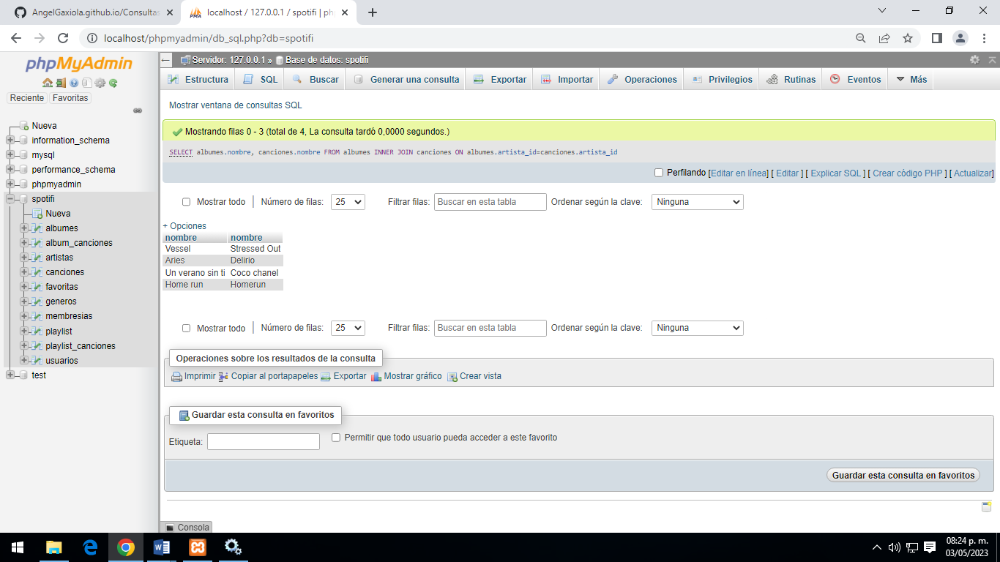 AngelGaxiola.github.io/Consultas
localhost / 127.0.0.1 / spotifi | ph
localhost/phpmyadmin/db_sql.php?db=spotifi
phpMyAdmin
Reciente Favoritas
Nueva
information_schema
mysql
performance_schema
phpmyadmin
spotifi
Nueva
albumes
album_canciones
artistas
canciones
favoritas
generos
membresias
playlist
playlist_canciones
usuarios
test
Servidor: 127.0.0.1 » Base de datos: spotifi
Estructura SQL Buscar Generar una consulta Exportar Importar Operaciones Privilegios Rutinas Eventos Más
Mostrar ventana de consultas SQL
Mostrando filas 0 - 3 (total de 4, La consulta tardó 0,0000 segundos.)
SELECT albumes.nombre, canciones.nombre FROM albumes INNER JOIN canciones ON albumes.artista_id=canciones.artista_id
Perfilando [Editar en línea] [ Editar ] [ Explicar SQL ] [ Crear código PHP ] [ Actualizar]
Mostrar todo | Número de filas: 25 Filtrar filas: Buscar en esta tabla Ordenar según la clave: Ninguna
+ Opciones
nombre nombre
Vessel Stressed Out
Aries Delirio
Un verano sin ti Coco chanel
Home run Homerun
Mostrar todo | Número de filas: 25 Filtrar filas: Buscar en esta tabla Ordenar según la clave: Ninguna
Operaciones sobre los resultados de la consulta
Imprimir Copiar al portapapeles Exportar Mostrar gráfico Crear vista
Guardar esta consulta en favoritos
Etiqueta: Permitir que todo usuario pueda acceder a este favorito
Guardar esta consulta en favoritos
Consola
08:24 p. m.
03/05/2023